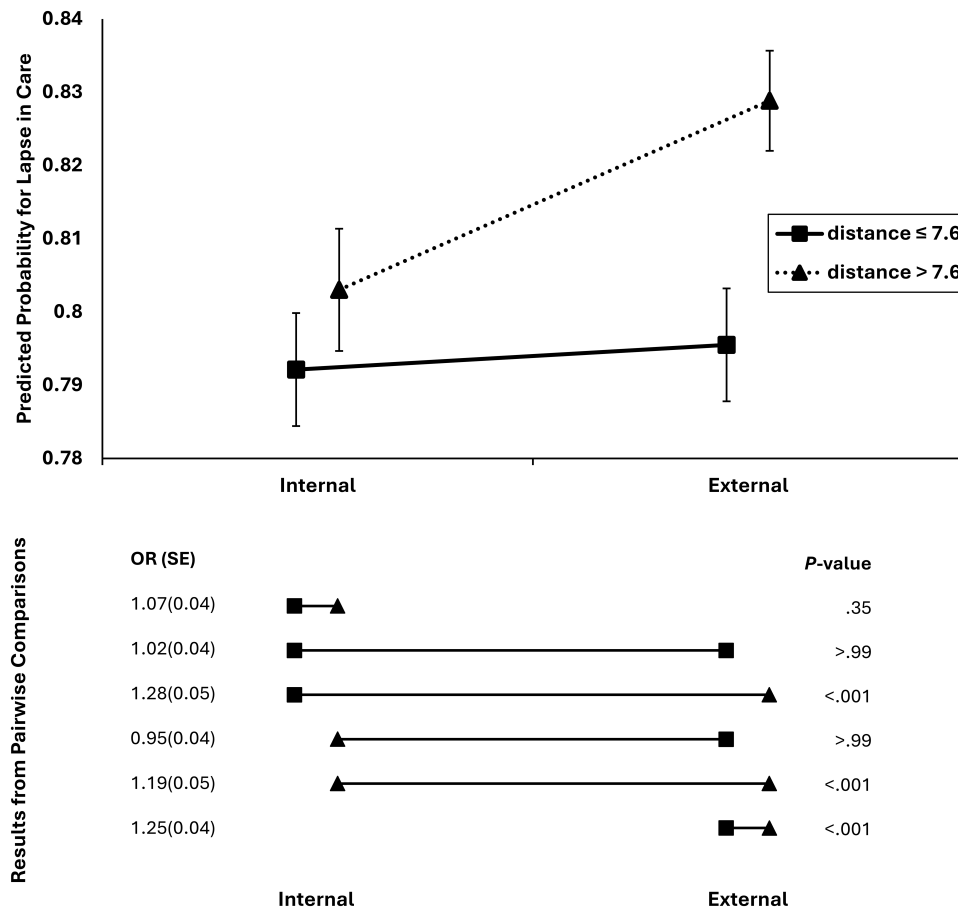 Predicted Probability for Lapse in Care
0.84
0.83
0.82
0.81
0.8
0.79
0.78
distance ≤ 7.6
distance > 7.6
Internal External
Results from Pairwise Comparisons
OR (SE) P-value
1.07(0.04) .35
1.02(0.04) >.99
1.28(0.05) <.001
0.95(0.04) >.99
1.19(0.05) <.001
1.25(0.04) <.001
Internal External